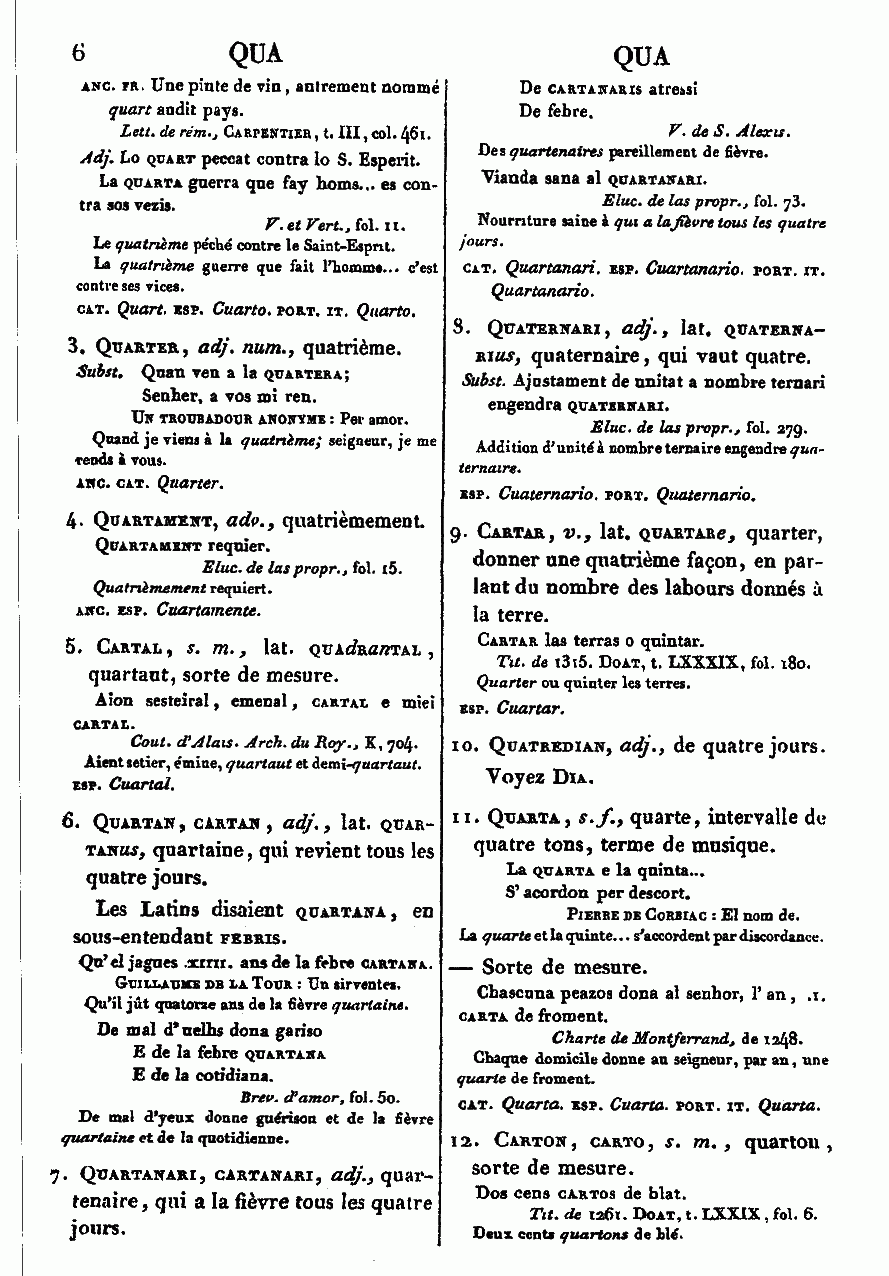 6
QUA
QUA
ANC. FR. Une pinte de vin, autrement nommé
quart audit pays.
Lett. de rém., CARPENTIER, t. III, col. 461.
Adj. Lo QUART peccat contra lo S. Esperit.
La QUARTA guerra que fay homs... es con-
tra sos vezis.
V. et Vert., fol. 11.
Le quatrième péché contre le Saint-Esprit.
La quatrième guerre que fait l'homme... c'est
contre ses vices.
CAT. Quart. ESP. Cuarto. PORT. IT. Quarto.
3. QUARTER, adj. num., quatrième.
Subst. Quan ven a la QUARTERA;
Senher, a vos mi ren.
UN TROUBADOUR ANONYME : Per amor.
Quand je viens à la quatrième; seigneur, je me
rends à vous.
ANC. CAT. Quarter.
4. QUARTAMENT, adv., quatrièmement.
QUARTAMENT requier.
Eluc. de las propr., fol. 15.
Quatrièmement requiert.
ANC. ESP. Cuartamente.
5. CARTAL, s. m., lat. QUAdRanTAL,
quartaut, sorte de mesure.
Aion sesteiral, emenal, CARTAL e miei
CARTAL.
Cout. d'Alais. Arch. du Roy., K, 704.
Aient setier, émine, quartaut et demi-quartaut.
ESP. Cuartal.
6. QUARTAN, CARTAN, adj., lat. QUAR-
TANus, quartaine, qui revient tous les
quatre jours.
Les Latins disaient QUARTANA, en
sous-entendant FEBRIS.
Qu'el jagues .XIIII. ans de la febre CARTANA.
GUILLAUME DE LA TOUR : Un sirventes.
Qu'il jût quatorze ans de la fièvre quartaine.
De mal d'uelhs dona gariso
E de la febre QUARTANA
E de la cotidiana.
Brev. d'amor, fol. 50.
De mal d'yeux donne guérison et de la fièvre
quartaine et de la quotidienne.
7. QUARTANARI, CARTANARI, adj., quar-
tenaire, qui a la fièvre tous les quatre
jours.
De CARTANARIS atressi
De febre.
V. de S. Alexis.
Des quartenaires pareillement de fièvre.
Vianda sana al QUARTANARI.
Eluc. de las propr., fol. 73.
Nourriture saine à qui a la fièvre tous les quatre
jours.
CAT. Quartanari. ESP. Cuartanario. PORT. IT.
Quartanario.
8. QUATERNARI, adj., lat. QUATERNA-
RIus, quaternaire, qui vaut quatre.
Subst. Ajustament de unitat a nombre ternari
engendra QUATERNARI.
Eluc. de las propr., fol. 279.
Addition d'unité à nombre ternaire engendre qua-
ternaire.
ESP. Cuaternario. PORT. Quaternario.
9. CARTAR, v., lat. QUARTARe, quarter,
donner une quatrième façon, en par-
lant du nombre des labours donnés à
la terre.
CARTAR las terras o quintar.
Tit. de 1315. DOAT, t. LXXXIX, fol. 180.
Quarter ou quinter les terres.
ESP. Cuartar.
10. QUATREDIAN, adj., de quatre jours.
Voyez DIA.
11. QUARTA, s. f., quarte, intervalle de
quatre tons, terme de musique.
La QUARTA e la quinta...
S'acordon per descort.
PIERRE DE CORBIAC : El nom de.
La quarte et la quinte... s'accordent par discordance.
— Sorte de mesure.
Chascuna peazos dona al senhor, l'an, .I.
CARTA de froment.
Charte de Montferrand, de 1248.
Chaque domicile donne au seigneur, par an, une
quarte de froment.
CAT. Quarta. ESP. Cuarta. PORT. IT. Quarta.
12. CARTON, CARTO, s. m., quartou,
sorte de mesure.
Dos cens CARTOS de blat.
Tit. de 1261. DOAT, t. LXXIX, fol. 6.
Deux cents quartons de blé.